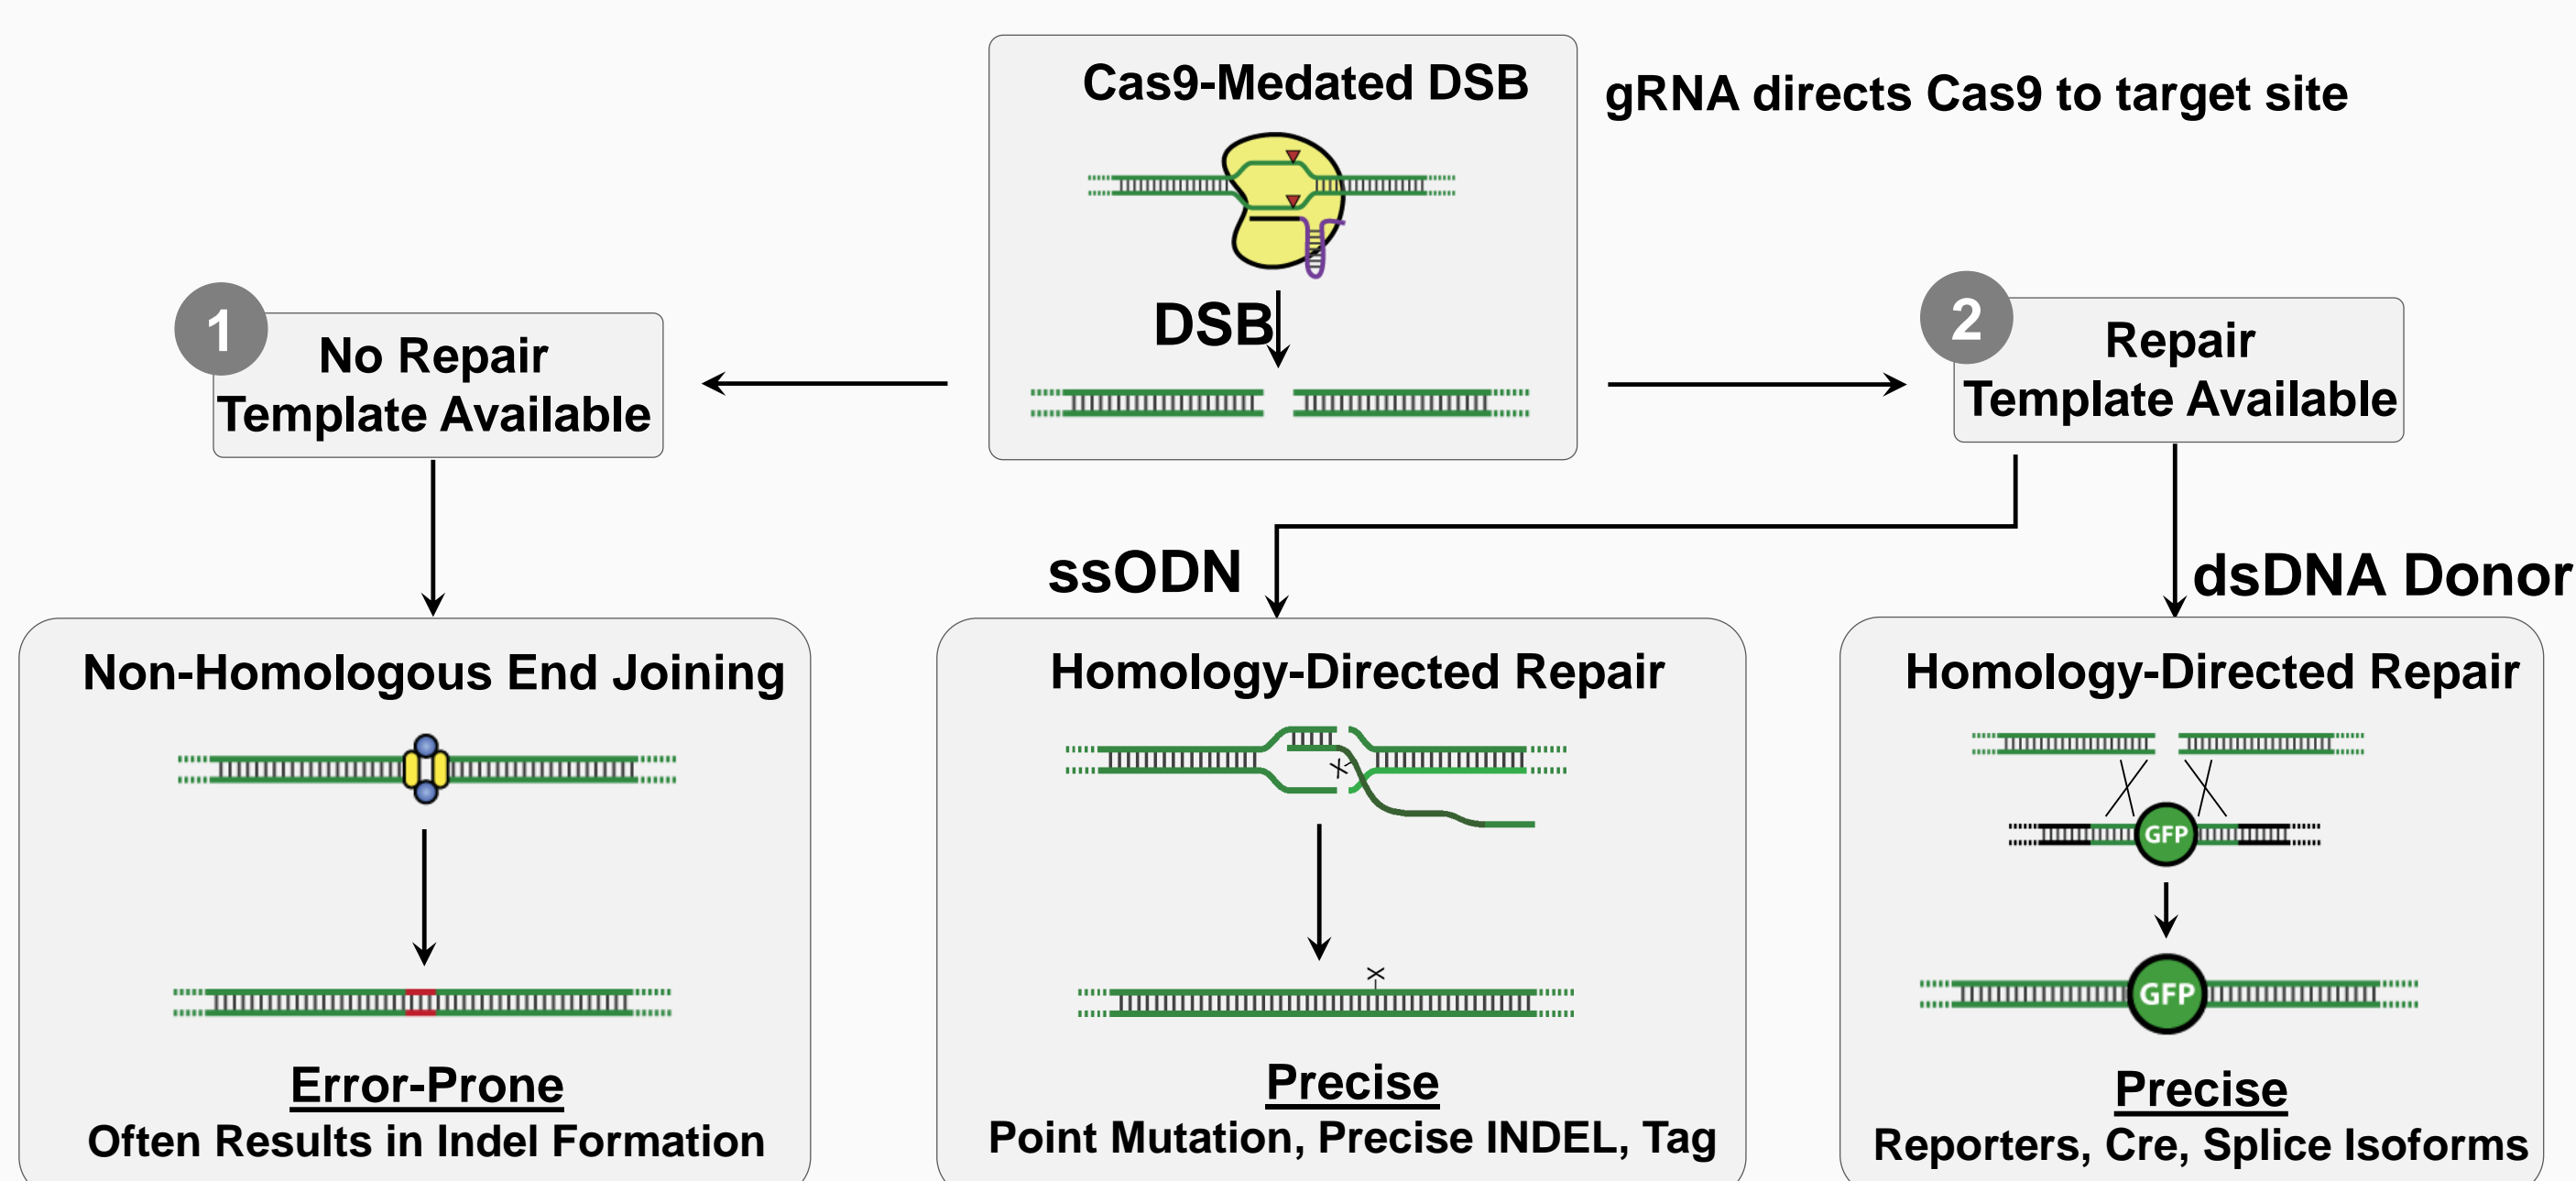 Cas9-Medated DSB
gRNA directs Cas9 to target site
DSB
1
No Repair
Template Available
2
Repair
Template Available
ssODN
dsDNA Donor
Non-Homologous End Joining
Error-Prone
Often Results in Indel Formation
Homology-Directed Repair
X
X
Precise
Point Mutation, Precise INDEL, Tag
Homology-Directed Repair
GFP
GFP
Precise
Reporters, Cre, Splice Isoforms